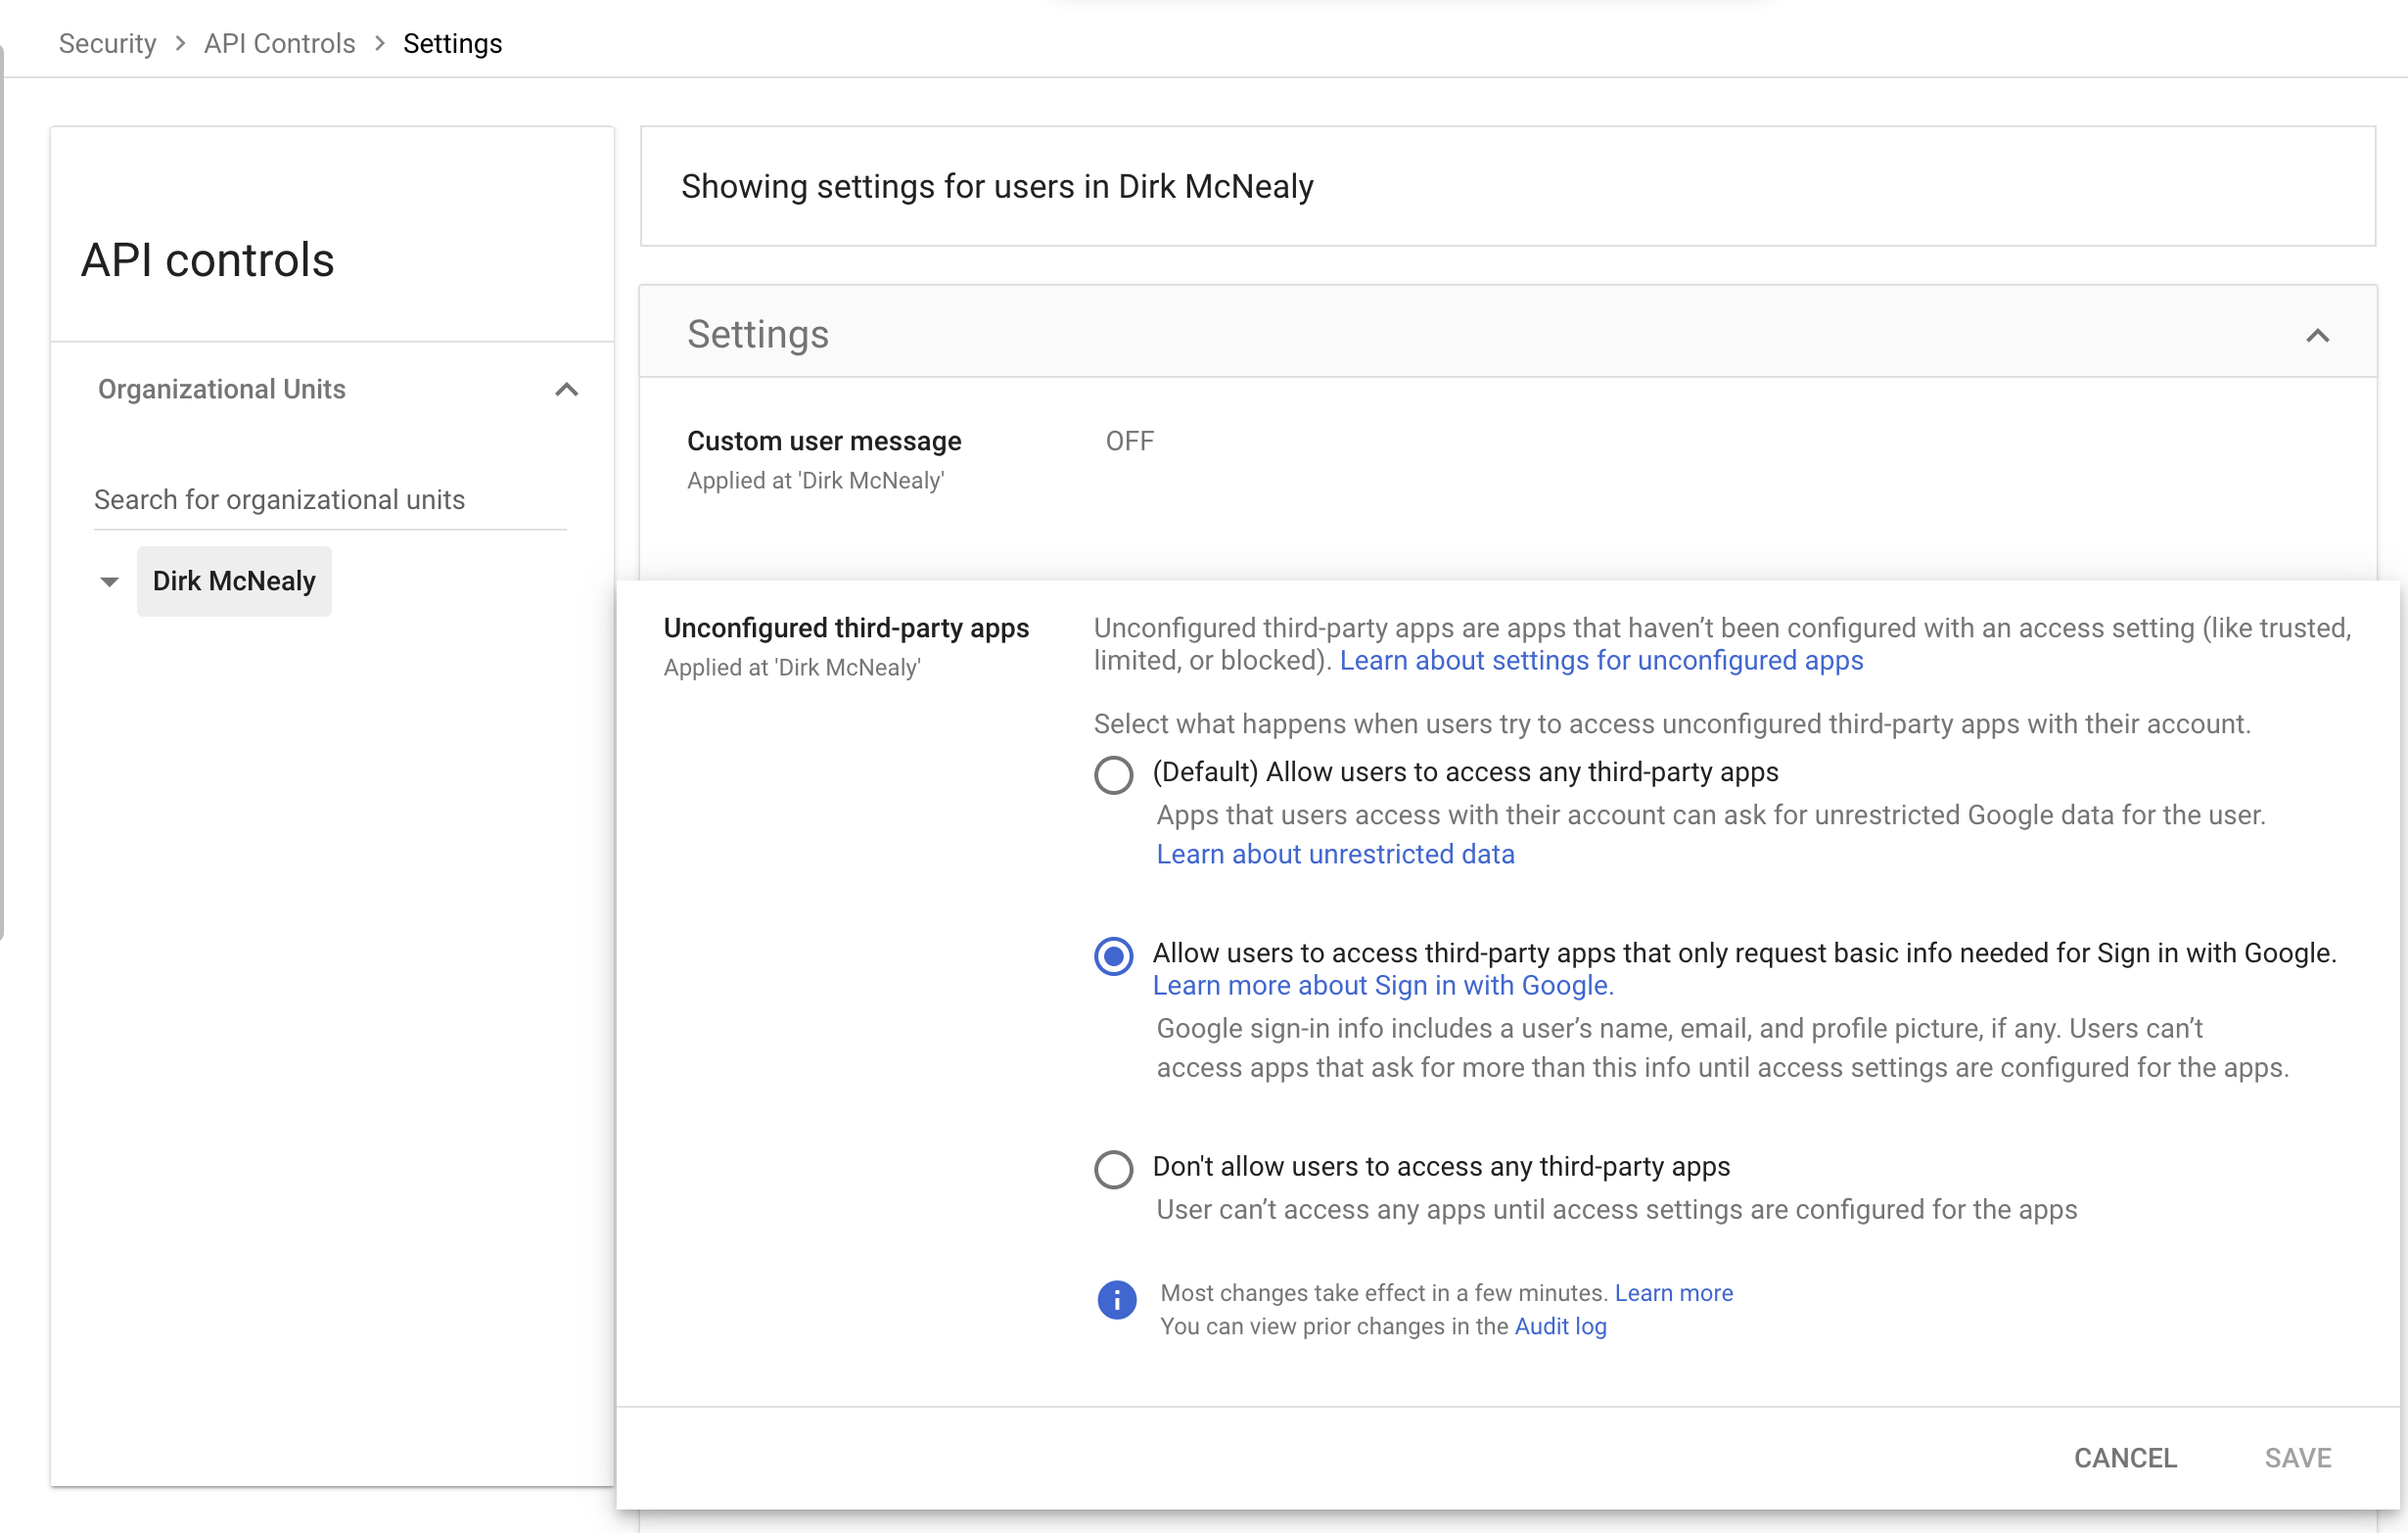 Security > API Controls > Settings
API controls
Organizational Units
Search for organizational units
Dirk McNealy
Showing settings for users in Dirk McNealy
Settings
Custom user message
OFF
Applied at 'Dirk McNealy'
Unconfigured third-party apps
Applied at 'Dirk McNealy'
Unconfigured third-party apps are apps that haven’t been configured with an access setting (like trusted,
limited, or blocked). Learn about settings for unconfigured apps
Select what happens when users try to access unconfigured third-party apps with their account.
(Default) Allow users to access any third-party apps
Apps that users access with their account can ask for unrestricted Google data for the user.
Learn about unrestricted data
Allow users to access third-party apps that only request basic info needed for Sign in with Google.
Learn more about Sign in with Google.
Google sign-in info includes a user’s name, email, and profile picture, if any. Users can’t
access apps that ask for more than this info until access settings are configured for the apps.
Don't allow users to access any third-party apps
User can’t access any apps until access settings are configured for the apps
Most changes take effect in a few minutes. Learn more
You can view prior changes in the Audit log
CANCEL
SAVE